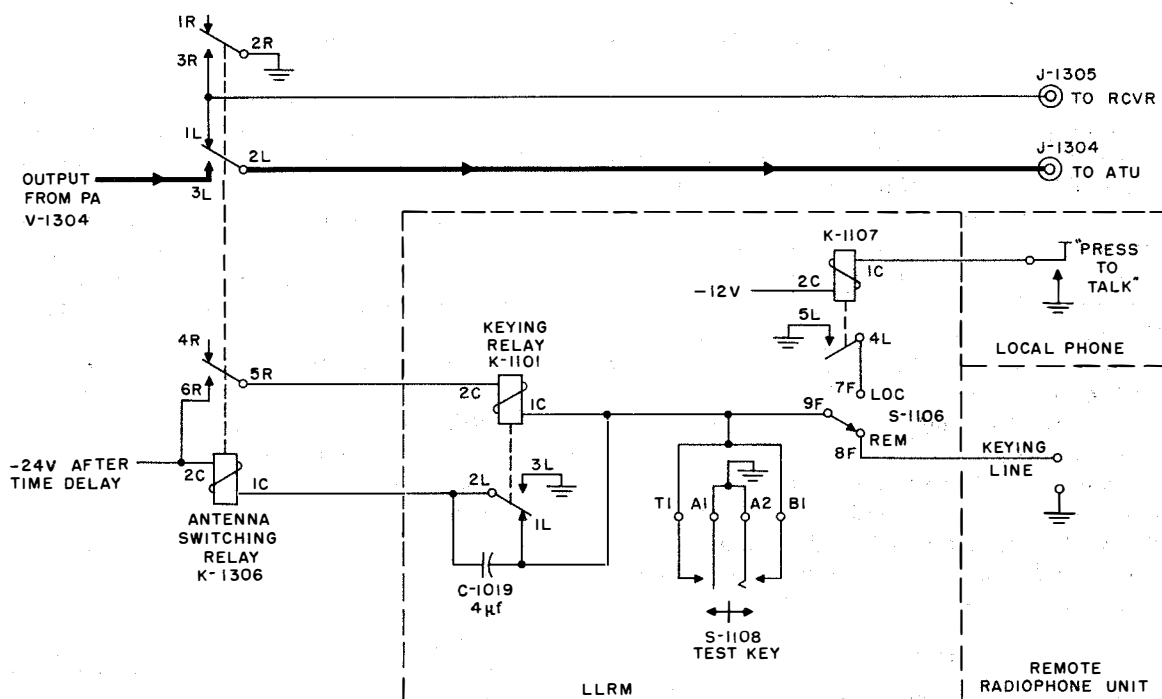 1R
2R
3R
J-1305
TO RCVR
1L
2L
J-1304
TO ATU
OUTPUT
FROM PA
V-1304
3L
K-1107
1C
2C
-12V
"PRESS
TO
TALK"
5L
4L
LOCAL PHONE
KEYING
RELAY
K-1101
4R
5R
6R
2C
1C
7F
LOC
9F
S-1106
REM
8F
KEYING
LINE
-24V AFTER
TIME DELAY
2C
1C
2L
3L
1L
T1
A1
A2
B1
ANTENNA
SWITCHING
RELAY
K-1306
C-1019
4μf
S-1108
TEST KEY
LLRM
REMOTE
RADIOPHONE UNIT